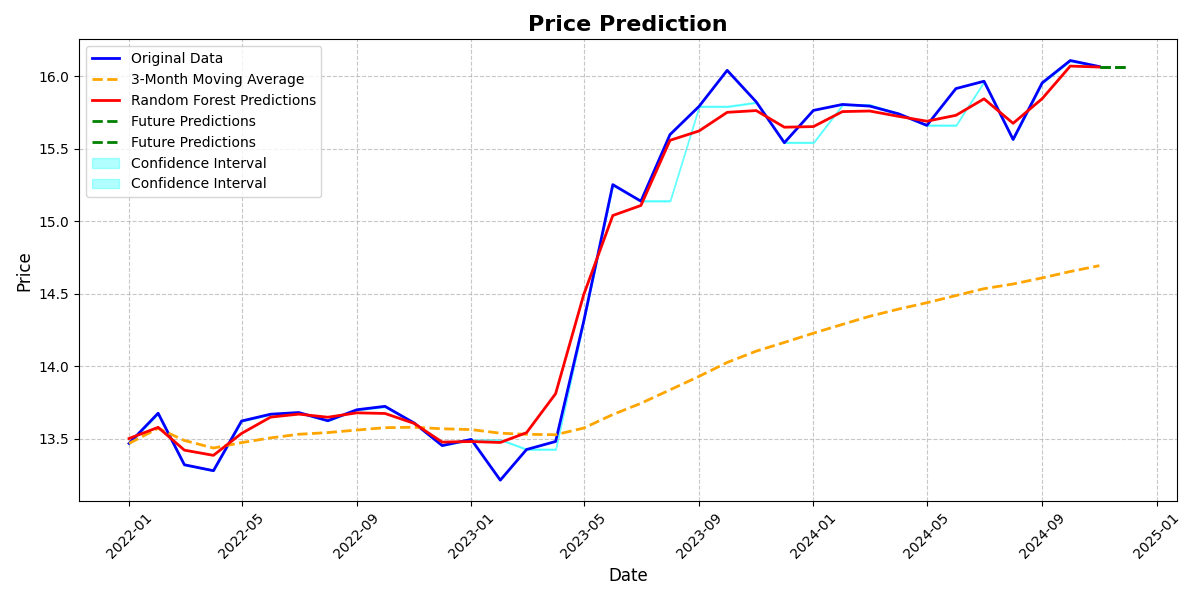 Price Prediction
Original Data
3-Month Moving Average
Random Forest Predictions
Future Predictions
Future Predictions
Confidence Interval
Confidence Interval
Price
16.0
15.5
15.0
14.5
14.0
13.5
2022-01
2022-05
2022-09
2023-01
2023-05
2023-09
2024-01
2024-05
2024-09
2025-01
Date